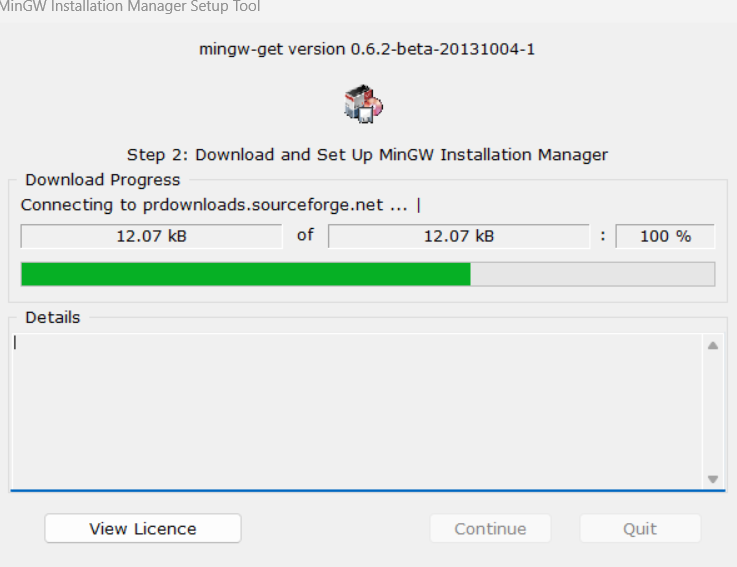 MinGW Installation Manager Setup Tool
mingw-get version 0.6.2-beta-20131004-1
Step 2: Download and Set Up MinGW Installation Manager
Download Progress
Connecting to prdownloads.sourceforge.net ... |
12.07 kB of 12.07 kB : 100 %
Details
View Licence Continue Quit